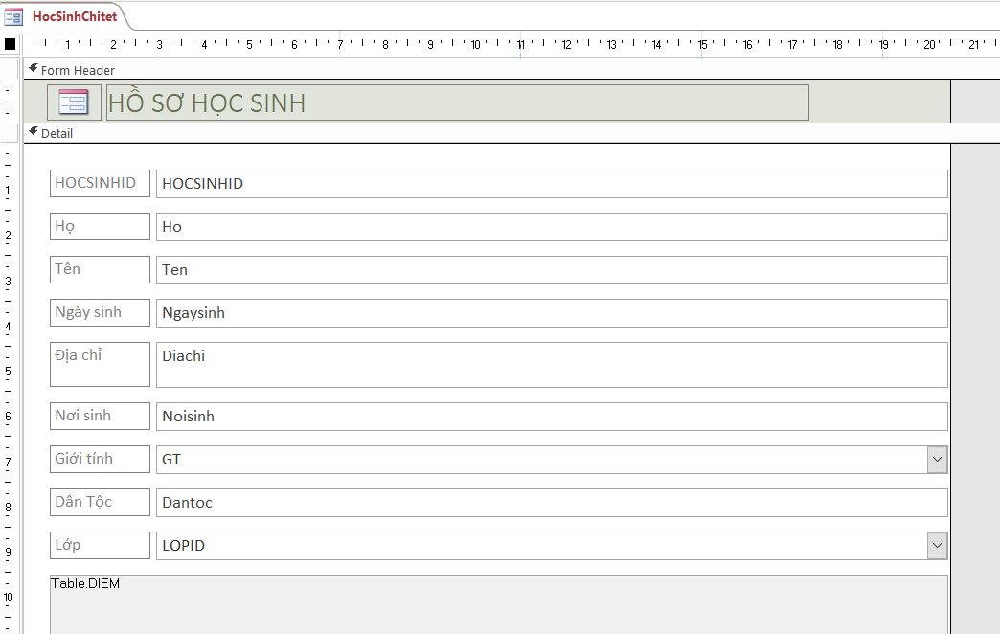 HocSinhChitet
1 2 3 4 5 6 7 8 9 10 11 12 13 14 15 16 17 18 19 20 21
Form Header
HỒ SƠ HỌC SINH
Detail
HOCSINHID HOCSINHID
Họ Ho
Tên Ten
Ngày sinh Ngaysinh
Địa chỉ Diachi
Nơi sinh Noisinh
Giới tính GT
Dân Tộc Dantoc
Lớp LOPID
Table.DIEM
1
2
3
4
5
6
7
8
9
10